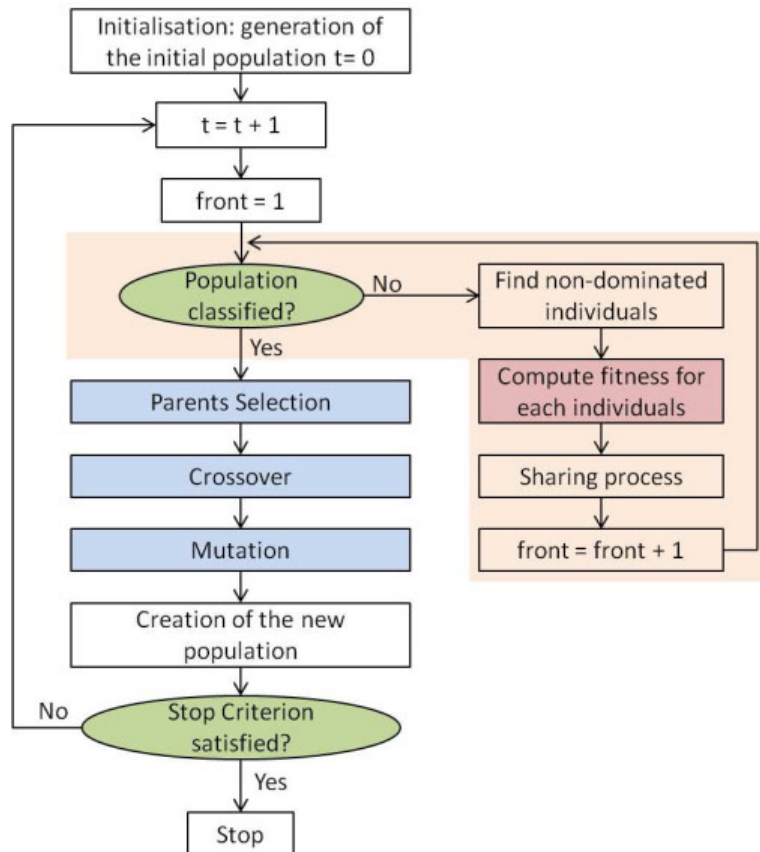 Initialisation: generation of
the initial population t= 0
t = t + 1
front = 1
Population
classified?
No
Find non-dominated
individuals
Yes
Compute fitness for
each individuals
Parents Selection
Sharing process
Crossover
front = front + 1
Mutation
Creation of the new
population
No
Stop Criterion
satisfied?
Yes
Stop